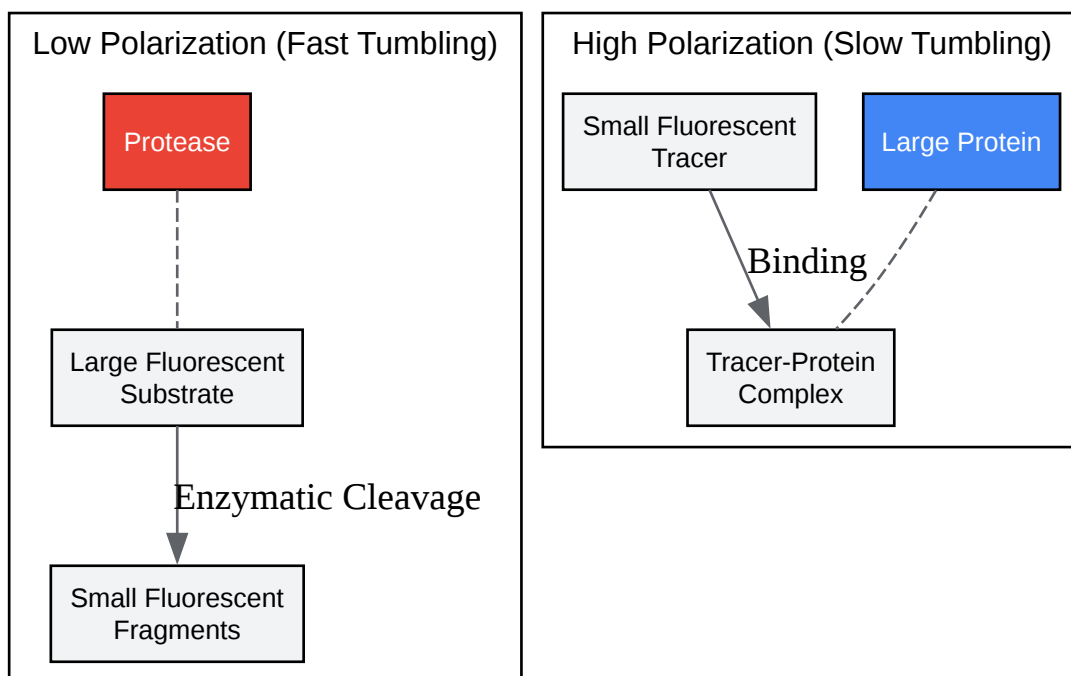 Low Polarization (Fast Tumbling)
Protease
Large Fluorescent
Substrate
Enzymatic Cleavage
Small Fluorescent
Fragments
High Polarization (Slow Tumbling)
Small Fluorescent
Tracer
Large Protein
Binding
Tracer-Protein
Complex